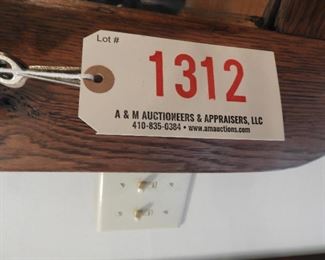 Lot #
1312
A & M AUCTIONEERS & APPRAISERS, LLC
410-835-0384 • www.amauctions.com